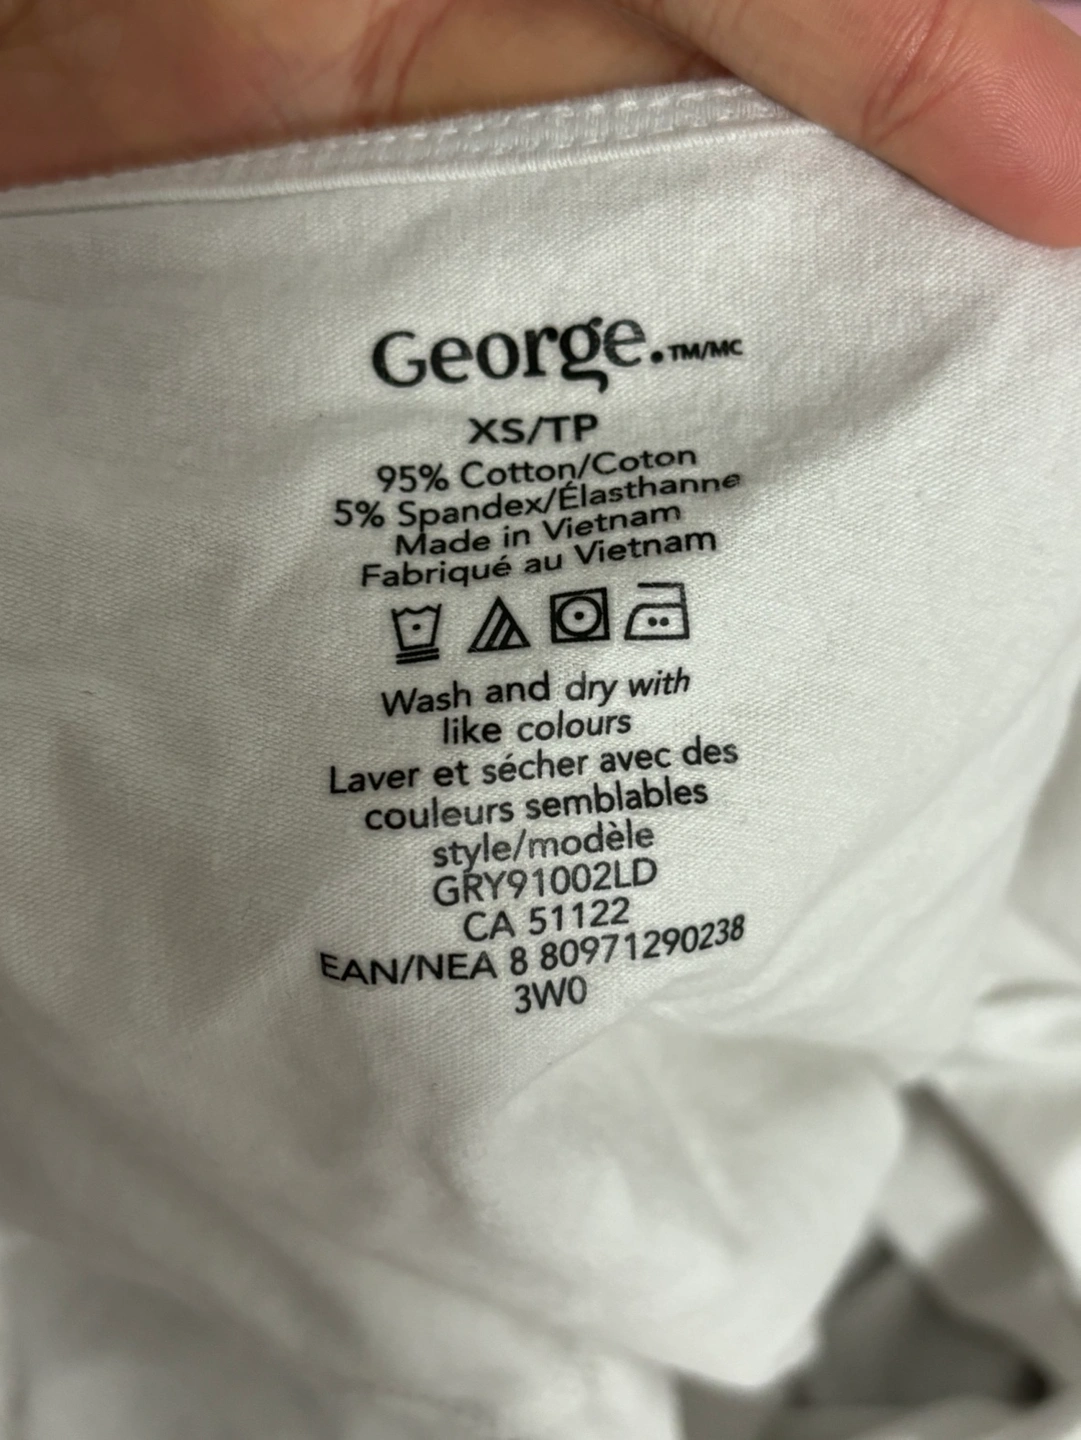 George.TM/MC
XS/TP
95% Cotton/Coton
5% Spandex/Élasthanne
Made in Vietnam
Fabriqué au Vietnam
Wash and dry with
like colours
Laver et sécher avec des
couleurs semblables
style/modèle
GRY91002LD
CA 51122
EAN/NEA 8 80971290238
3W0